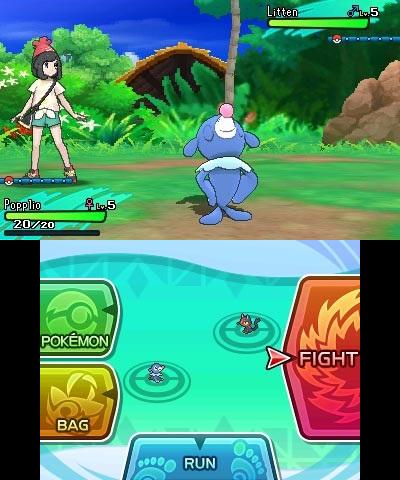 Litten ♂ Lv.5
Popplio ♀ Lv.5
20/20
POKÉMON
FIGHT
BAG
RUN